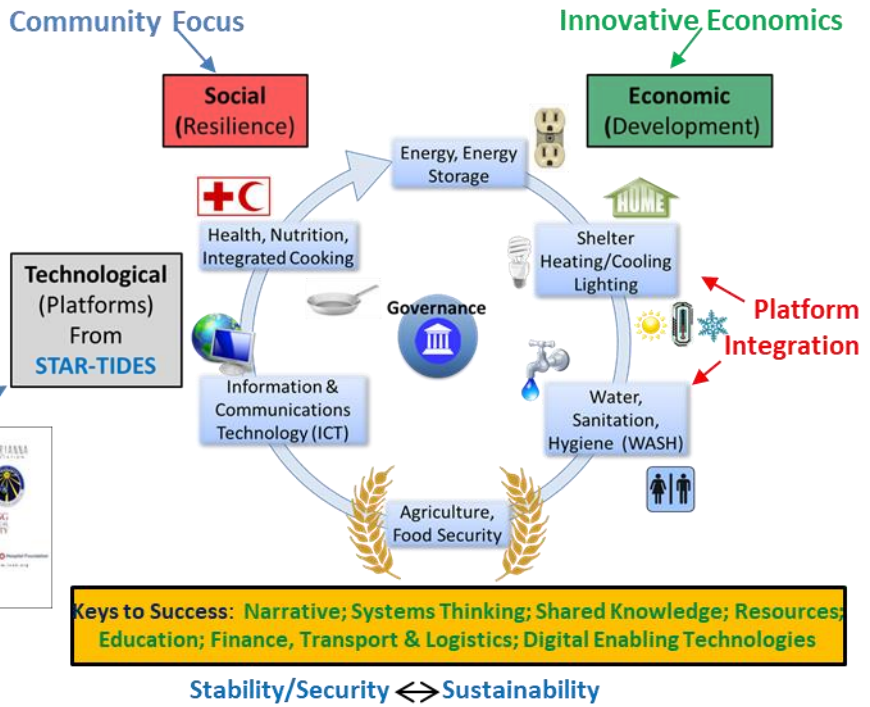 Community Focus
Innovative Economics
Social
(Resilience)
Economic
(Development)
Energy, Energy
Storage
HOME
Health, Nutrition,
Integrated Cooking
Shelter
Heating/Cooling
Lighting
Technological
(Platforms)
From
STAR-TIDES
Governance
Platform
Integration
Information &
Communications
Technology (ICT)
Water,
Sanitation,
Hygiene (WASH)
Agriculture,
Food Security
Hospital Foundation
Keys to Success: Narrative; Systems Thinking; Shared Knowledge; Resources;
Education; Finance, Transport & Logistics; Digital Enabling Technologies
Stability/Security Sustainability